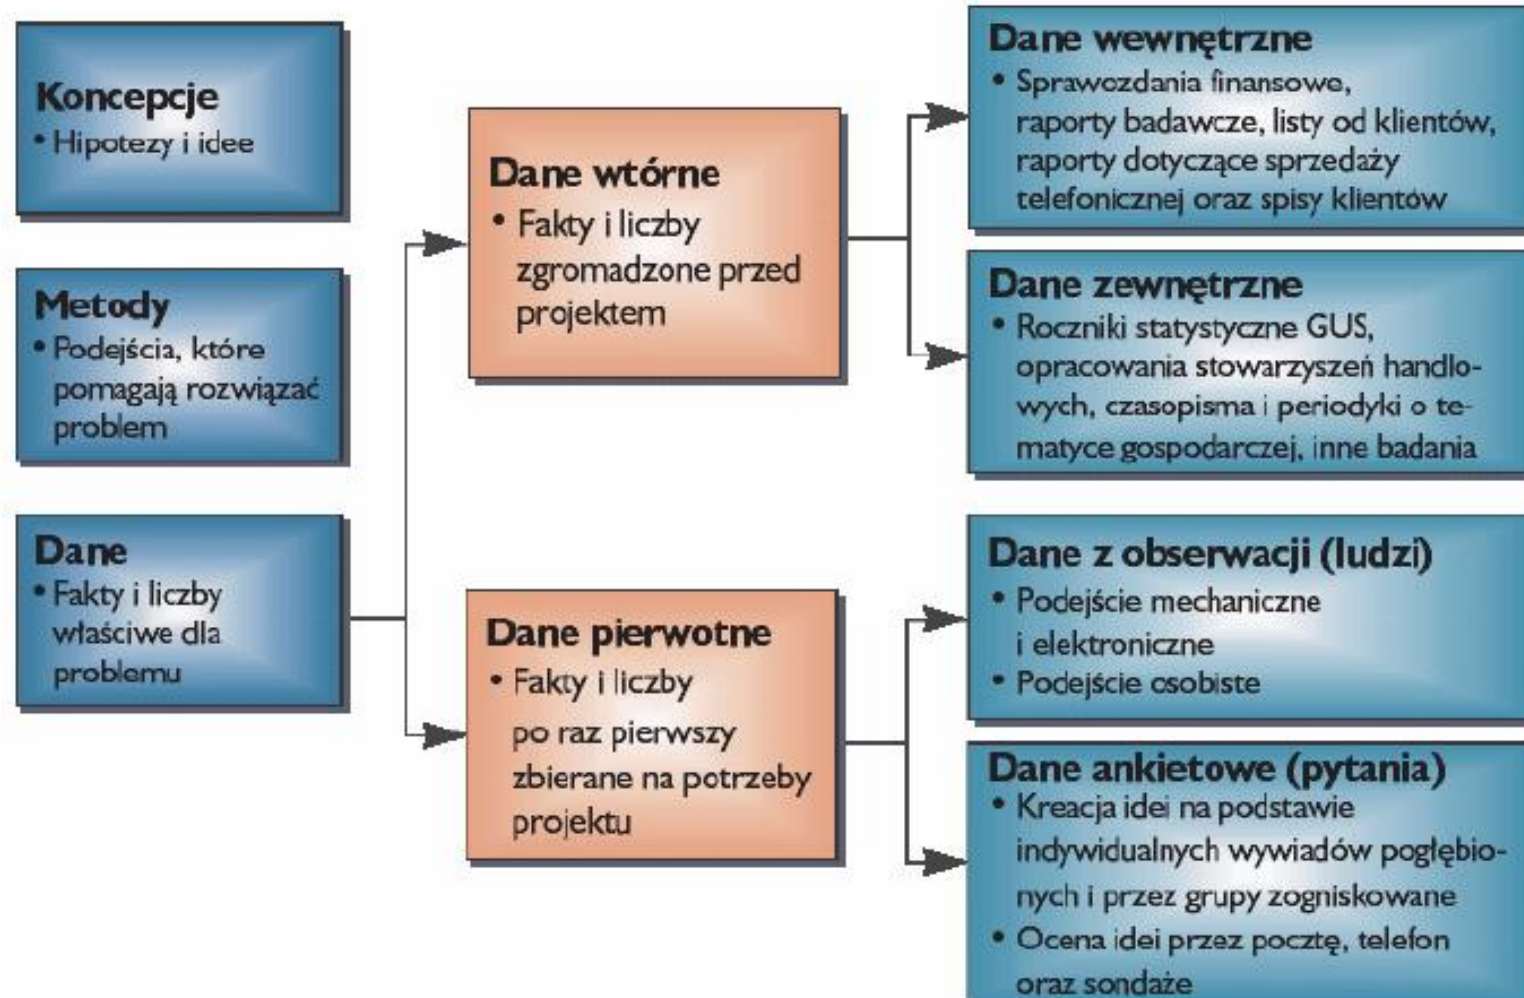 Koncepcje
• Hipotezy i idee
Metody
• Podejścia, które
pomagają rozwiązać
problem
Dane
• Fakty i liczby
właściwe dla
problemu
Dane wtórne
• Fakty i liczby
zgromadzone przed
projektem
Dane pierwotne
• Fakty i liczby
po raz pierwszy
zbierane na potrzeby
projektu
Dane wewnętrzne
• Sprawozdania finansowe,
raporty badawcze, listy od klientów,
raporty dotyczące sprzedaży
telefonicznej oraz spisy klientów
Dane zewnętrzne
• Roczniki statystyczne GUS,
opracowania stowarzyszeń handlo-
wych, czasopisma i periodyki o te-
matyce gospodarczej, inne badania
Dane z obserwacji (ludzi)
• Podejście mechaniczne
i elektroniczne
• Podejście osobiste
Dane ankietowe (pytania)
• Kreacja idei na podstawie
indywidualnych wywiadów pogłębio-
nych i przez grupy zogniskowane
• Ocena idei przez pocztę, telefon
oraz sondaże